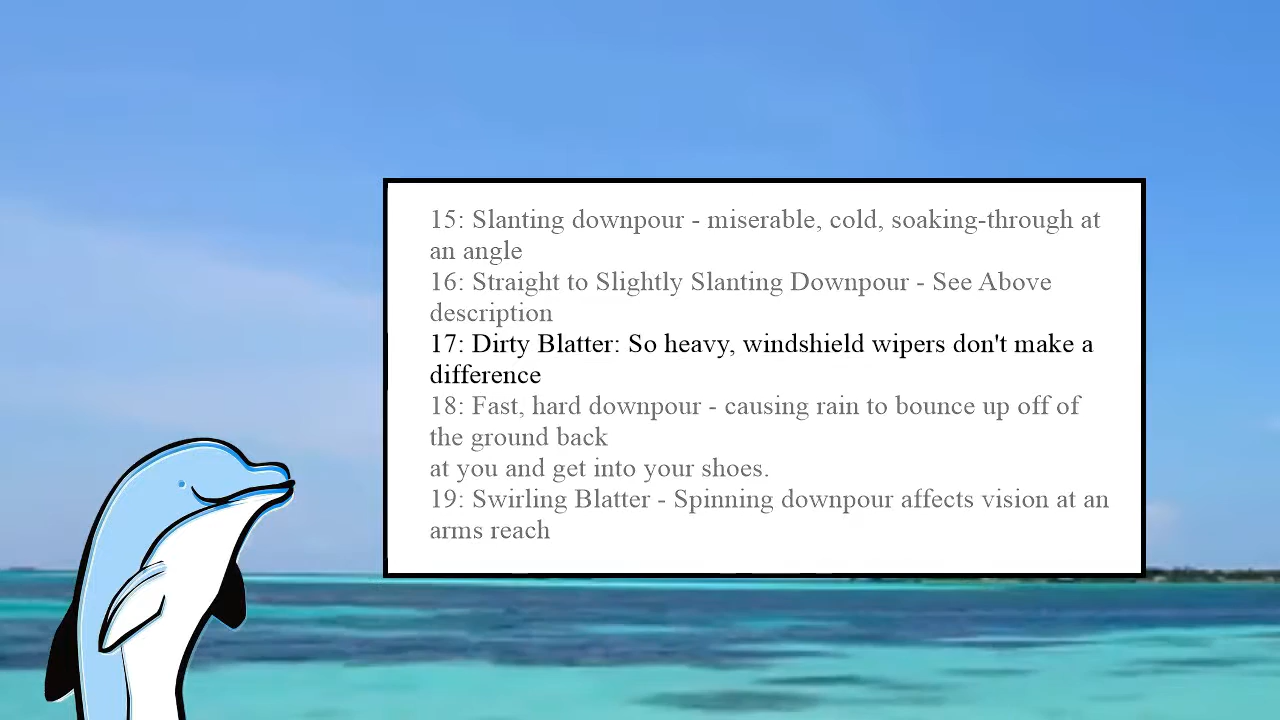 15: Slanting downpour - miserable, cold, soaking-through at
an angle
16: Straight to Slightly Slanting Downpour - See Above
description
17: Dirty Blatter: So heavy, windshield wipers don't make a
difference
18: Fast, hard downpour - causing rain to bounce up off of
the ground back
at you and get into your shoes.
19: Swirling Blatter - Spinning downpour affects vision at an
arms reach